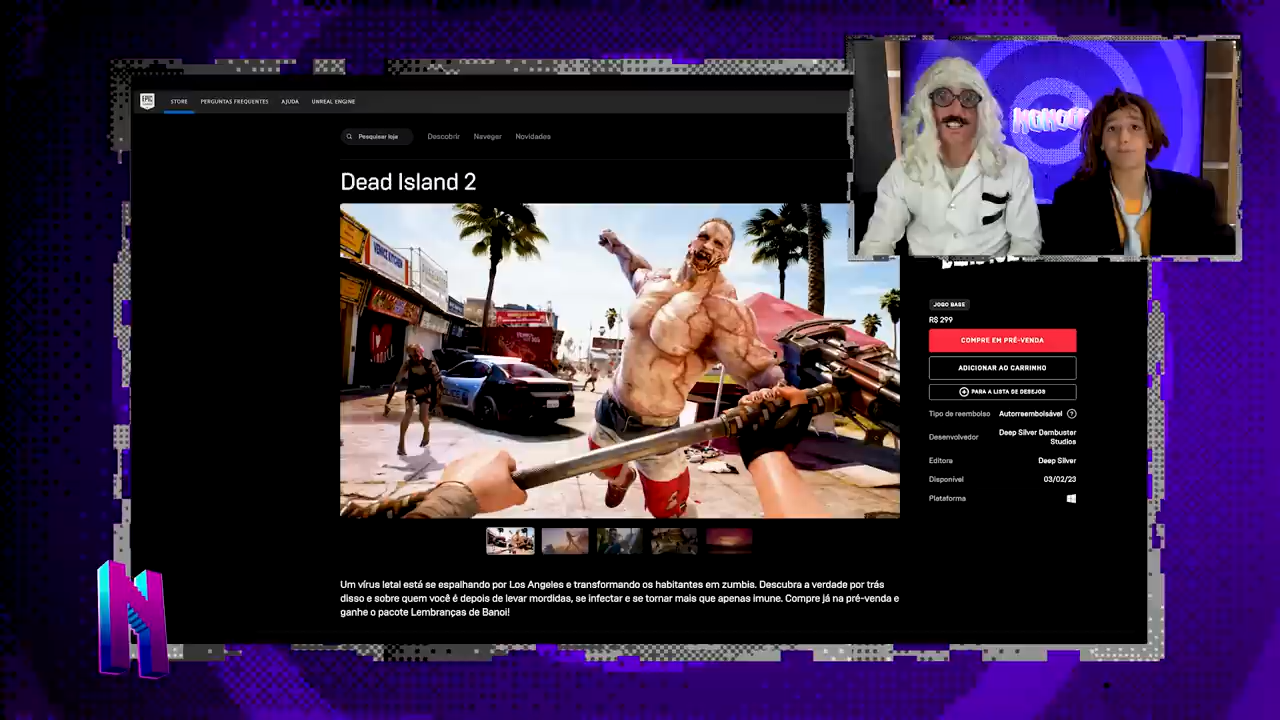 EPIC
STORE
PERGUNTAS FREQUENTES
AJUDA
UNREAL ENGINE
Pesquisar loja
Descobrir
Navegar
Novidades
Dead Island 2
VENICE KITCHEN
POLICE
JOGO BASE
R$ 299
COMPRE EM PRÉ-VENDA
ADICIONAR AO CARRINHO
PARA A LISTA DE DESEJOS
Tipo de reembolso
Autorreembolsável ?
Desenvolvedor
Deep Silver Dambuster
Studios
Editora
Deep Silver
Disponível
03/02/23
Plataforma
Um vírus letal está se espalhando por Los Angeles e transformando os habitantes em zumbis. Descubra a verdade por trás
disso e sobre quem você é depois de levar mordidas, se infectar e se tornar mais que apenas imune. Compre já na pré-venda e
ganhe o pacote Lembranças de Banoi!
N